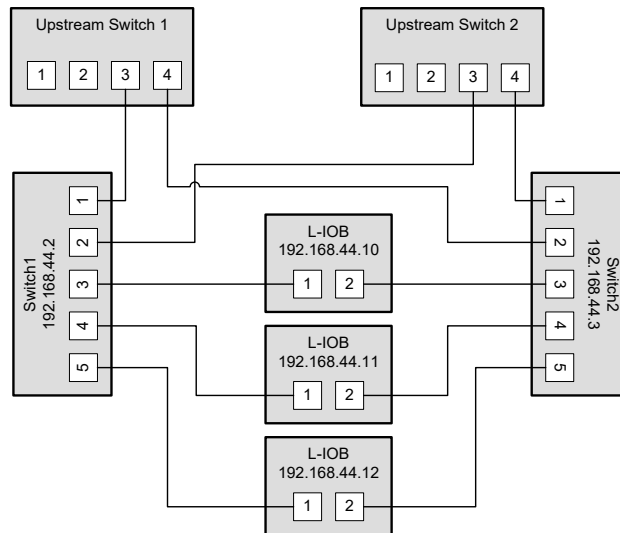 Upstream Switch 1
1 2 3 4
Upstream Switch 2
1 2 3 4
Switch1
192.168.44.2
1
2
3
4
5
L-IOB
192.168.44.10
1 2
L-IOB
192.168.44.11
1 2
L-IOB
192.168.44.12
1 2
1
2
3
4
5
Switch2
192.168.44.3